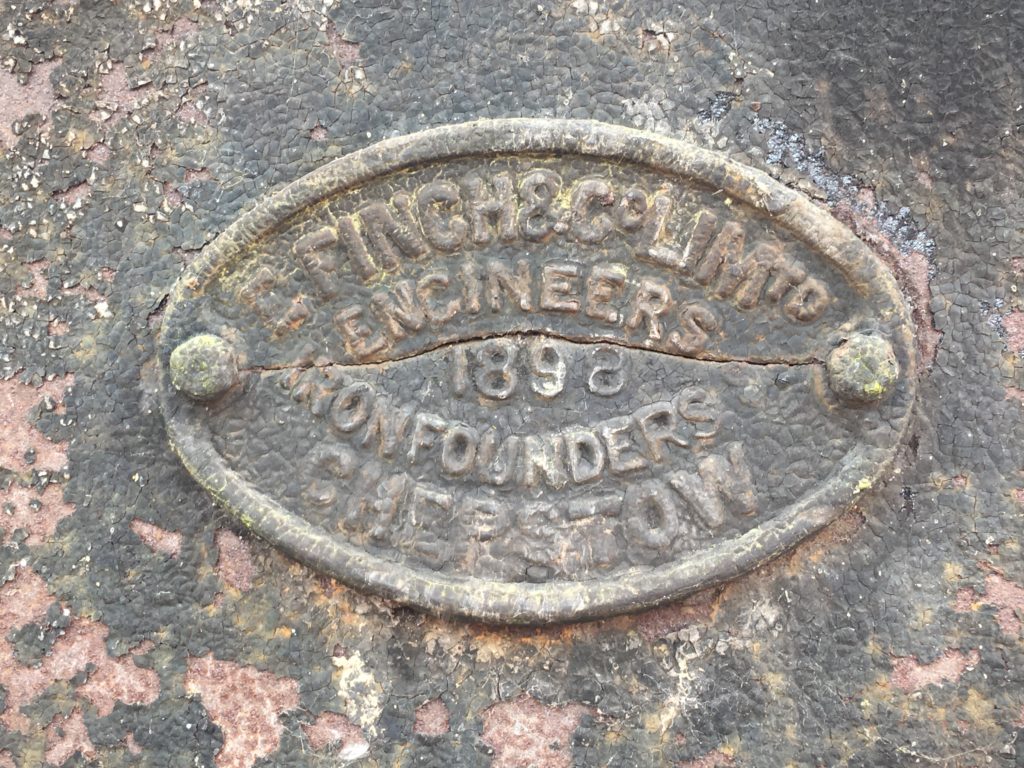 E. FINCH & Co LIMTD
ENGINEERS
1898
IRONFOUNDERS
CHEPSTOW